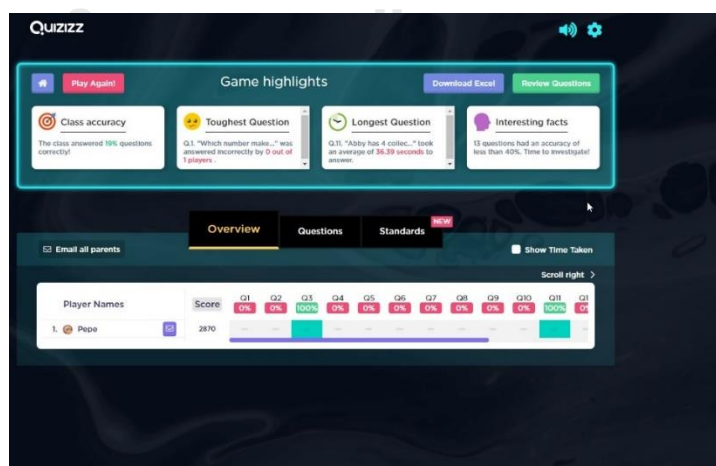 QUIZIZZ
Play Again!
Game highlights
Download Excel
Review Questions
Class accuracy
The class answered 19% questions
correctly!
Toughest Question
Q.1. "Which number make..." was
answered incorrectly by 0 out of
1 players .
Longest Question
Q.11. "Abby has 4 collec..." took
an average of 36.59 seconds to
answer.
Interesting facts
13 questions had an accuracy of
less than 40%. Time to investigate!
Overview
Questions
Standards
NEW
Email all parents
Show Time Taken
Scroll right >
Player Names Score Q1 Q2 Q3 Q4 Q5 Q6 Q7 Q8 Q9 Q10 Q11 Q1
0% 0% 100% 0% 0% 0% 0% 0% 0% 0% 100% 0
1. Pepe 2870 -- -- -- -- -- -- -- -- --